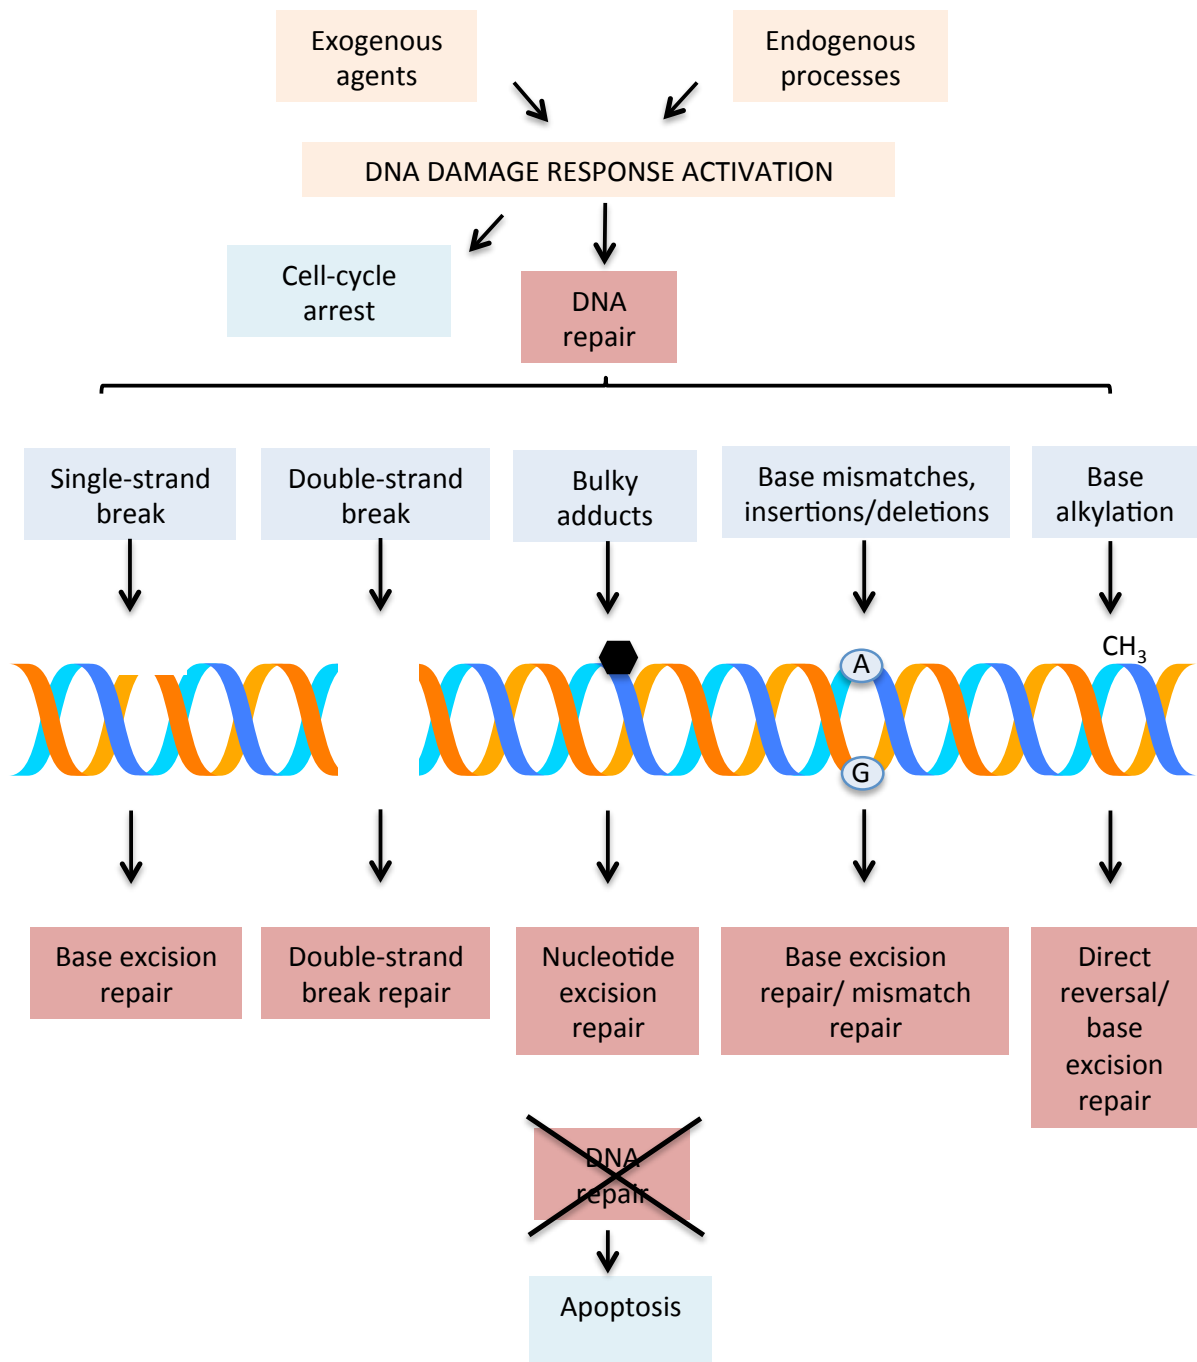 Exogenous
agents
Endogenous
processes
DNA DAMAGE RESPONSE ACTIVATION
Cell-cycle
arrest
DNA
repair
Single-strand
break
Double-strand
break
Bulky
adducts
Base mismatches,
insertions/deletions
Base
alkylation
CH₃
A
G
Base excision
repair
Double-strand
break repair
Nucleotide
excision
repair
Base excision
repair/ mismatch
repair
Direct
reversal/
base
excision
repair
DNA
repair
Apoptosis